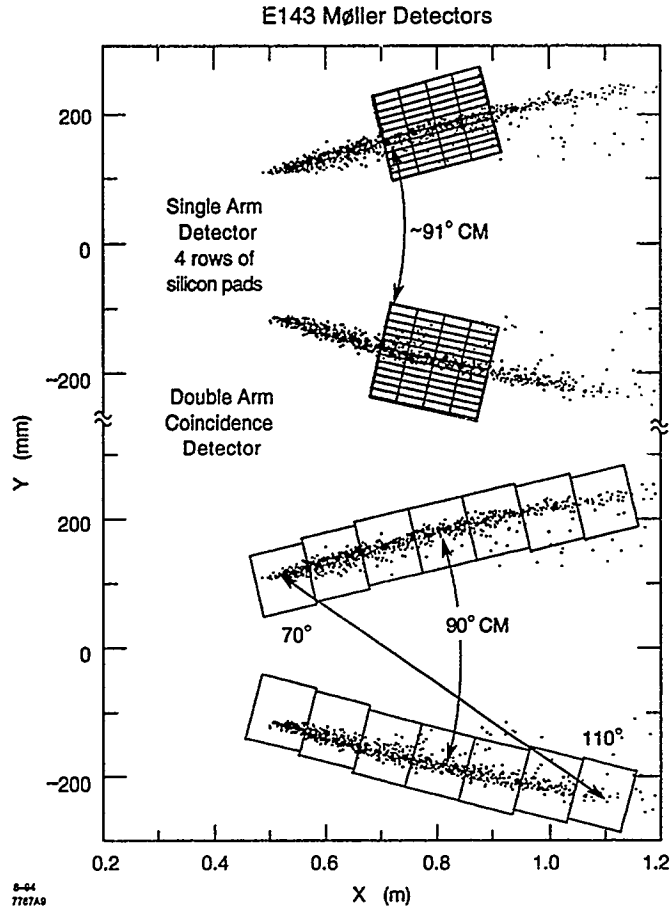 E143 Møller Detectors
200
Single Arm
Detector
4 rows of
silicon pads
~91° CM
0
−200
Double Arm
Coincidence
Detector
Y (mm)
200
70°
90° CM
0
110°
−200
0.2
0.4
0.6
0.8
1.0
1.2
X (m)
8–94
7767A9